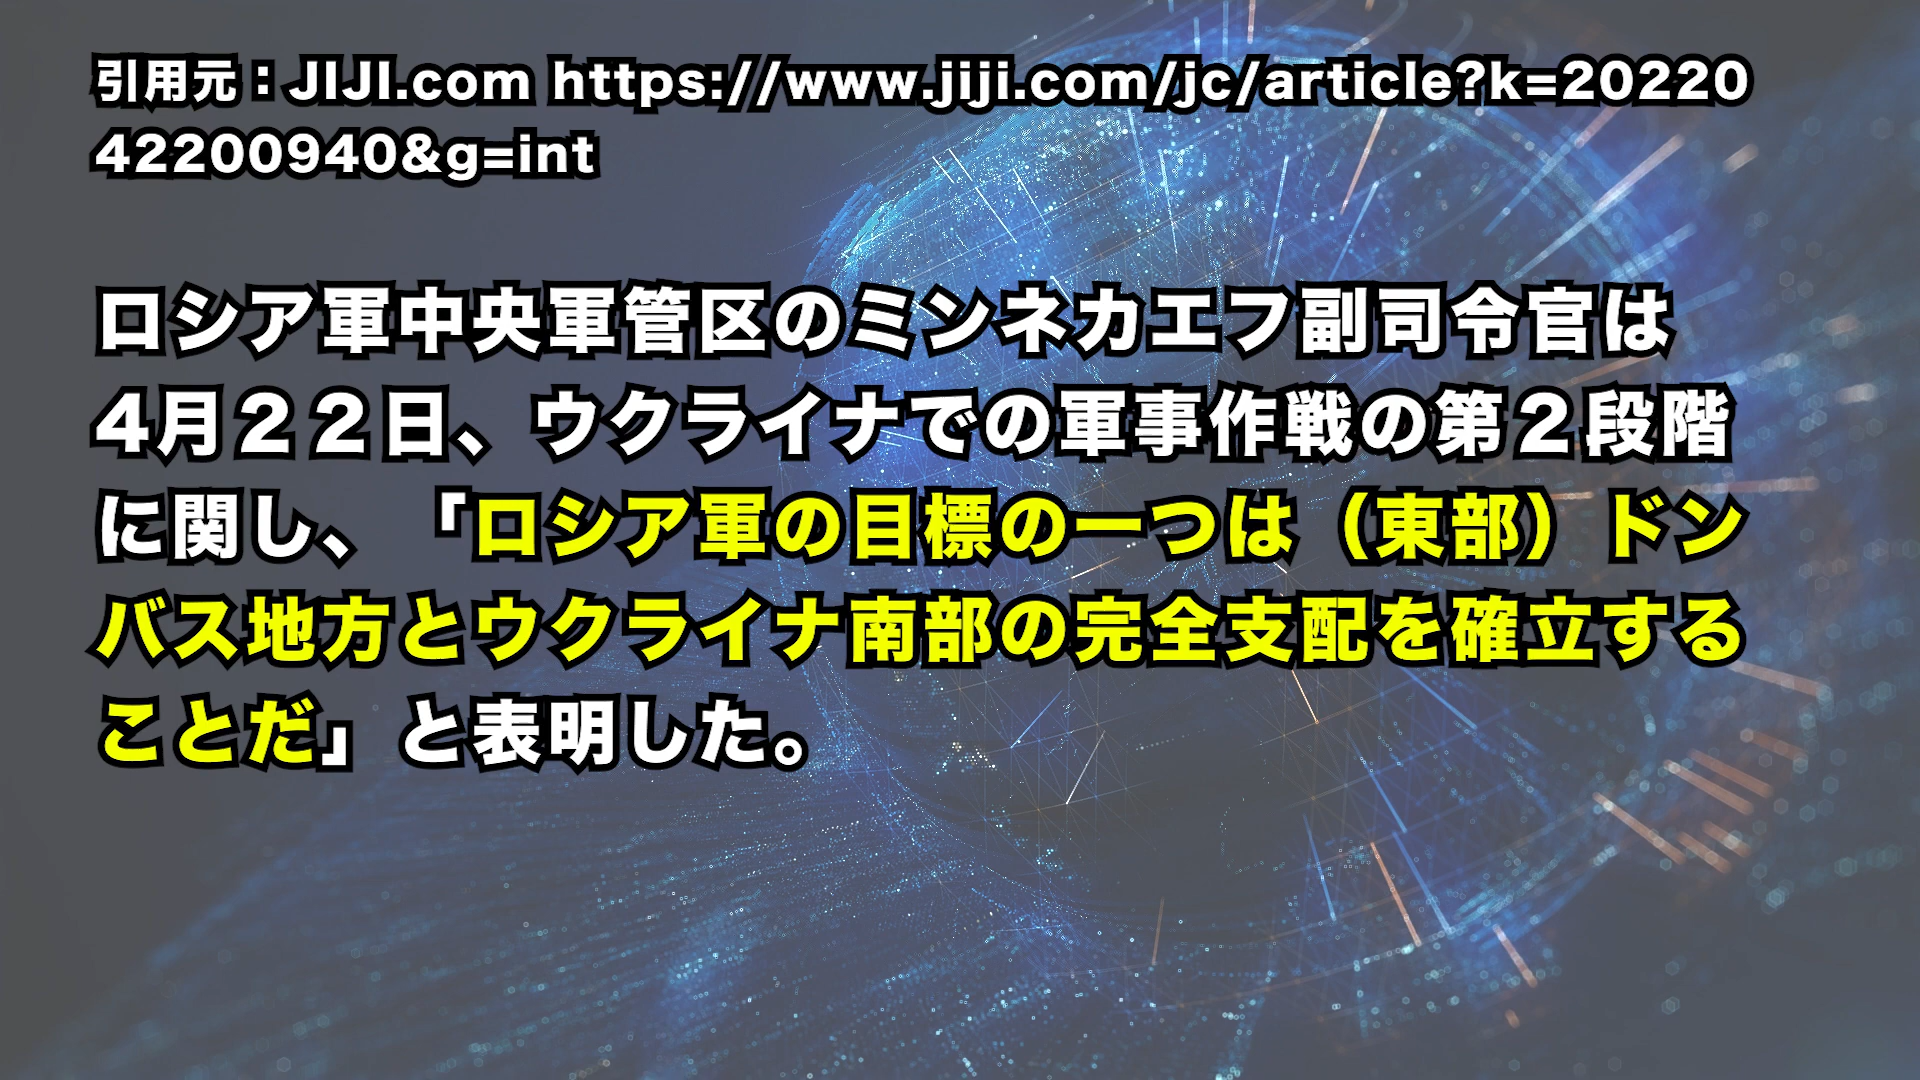 引用元：JIJI.com https://www.jiji.com/jc/article?k=20220
42200940&g=int
ロシア軍中央軍管区のミンネカエフ副司令官は
4月２２日、ウクライナでの軍事作戦の第２段階
に関し、「ロシア軍の目標の一つは（東部）ドン
バス地方とウクライナ南部の完全支配を確立する
ことだ」と表明した。